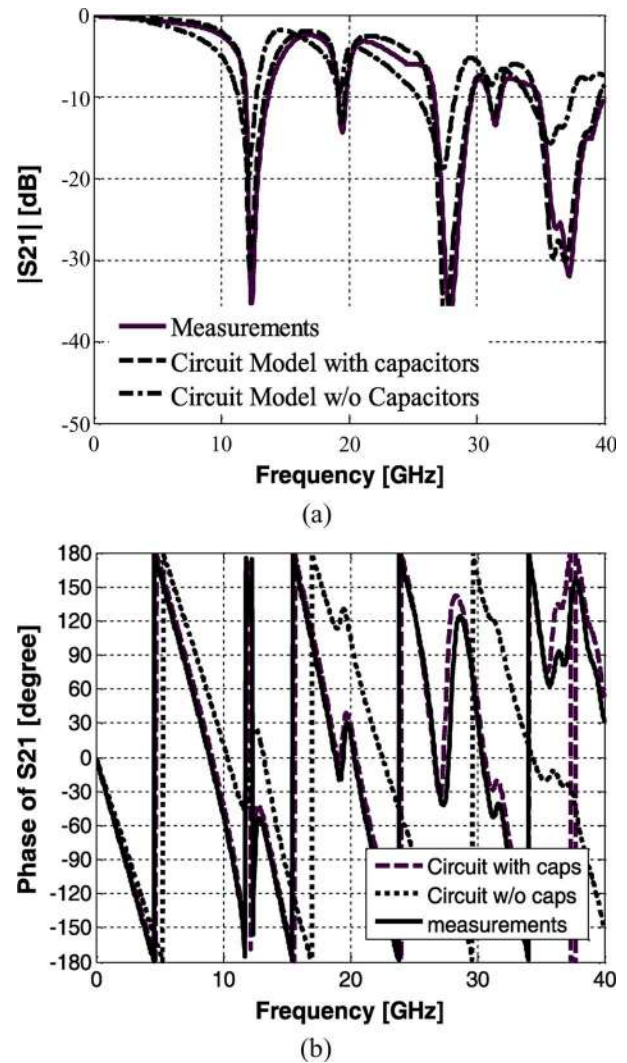 0
-10
-20
-30
-40
-50
|S21| [dB]
Measurements
Circuit Model with capacitors
Circuit Model w/o Capacitors
0 10 20 30 40
Frequency [GHz]
(a)
180
150
120
90
60
30
0
-30
-60
-90
-120
-150
-180
Phase of S21 [degree]
Circuit with caps
Circuit w/o caps
measurements
0 10 20 30 40
Frequency [GHz]
(b)